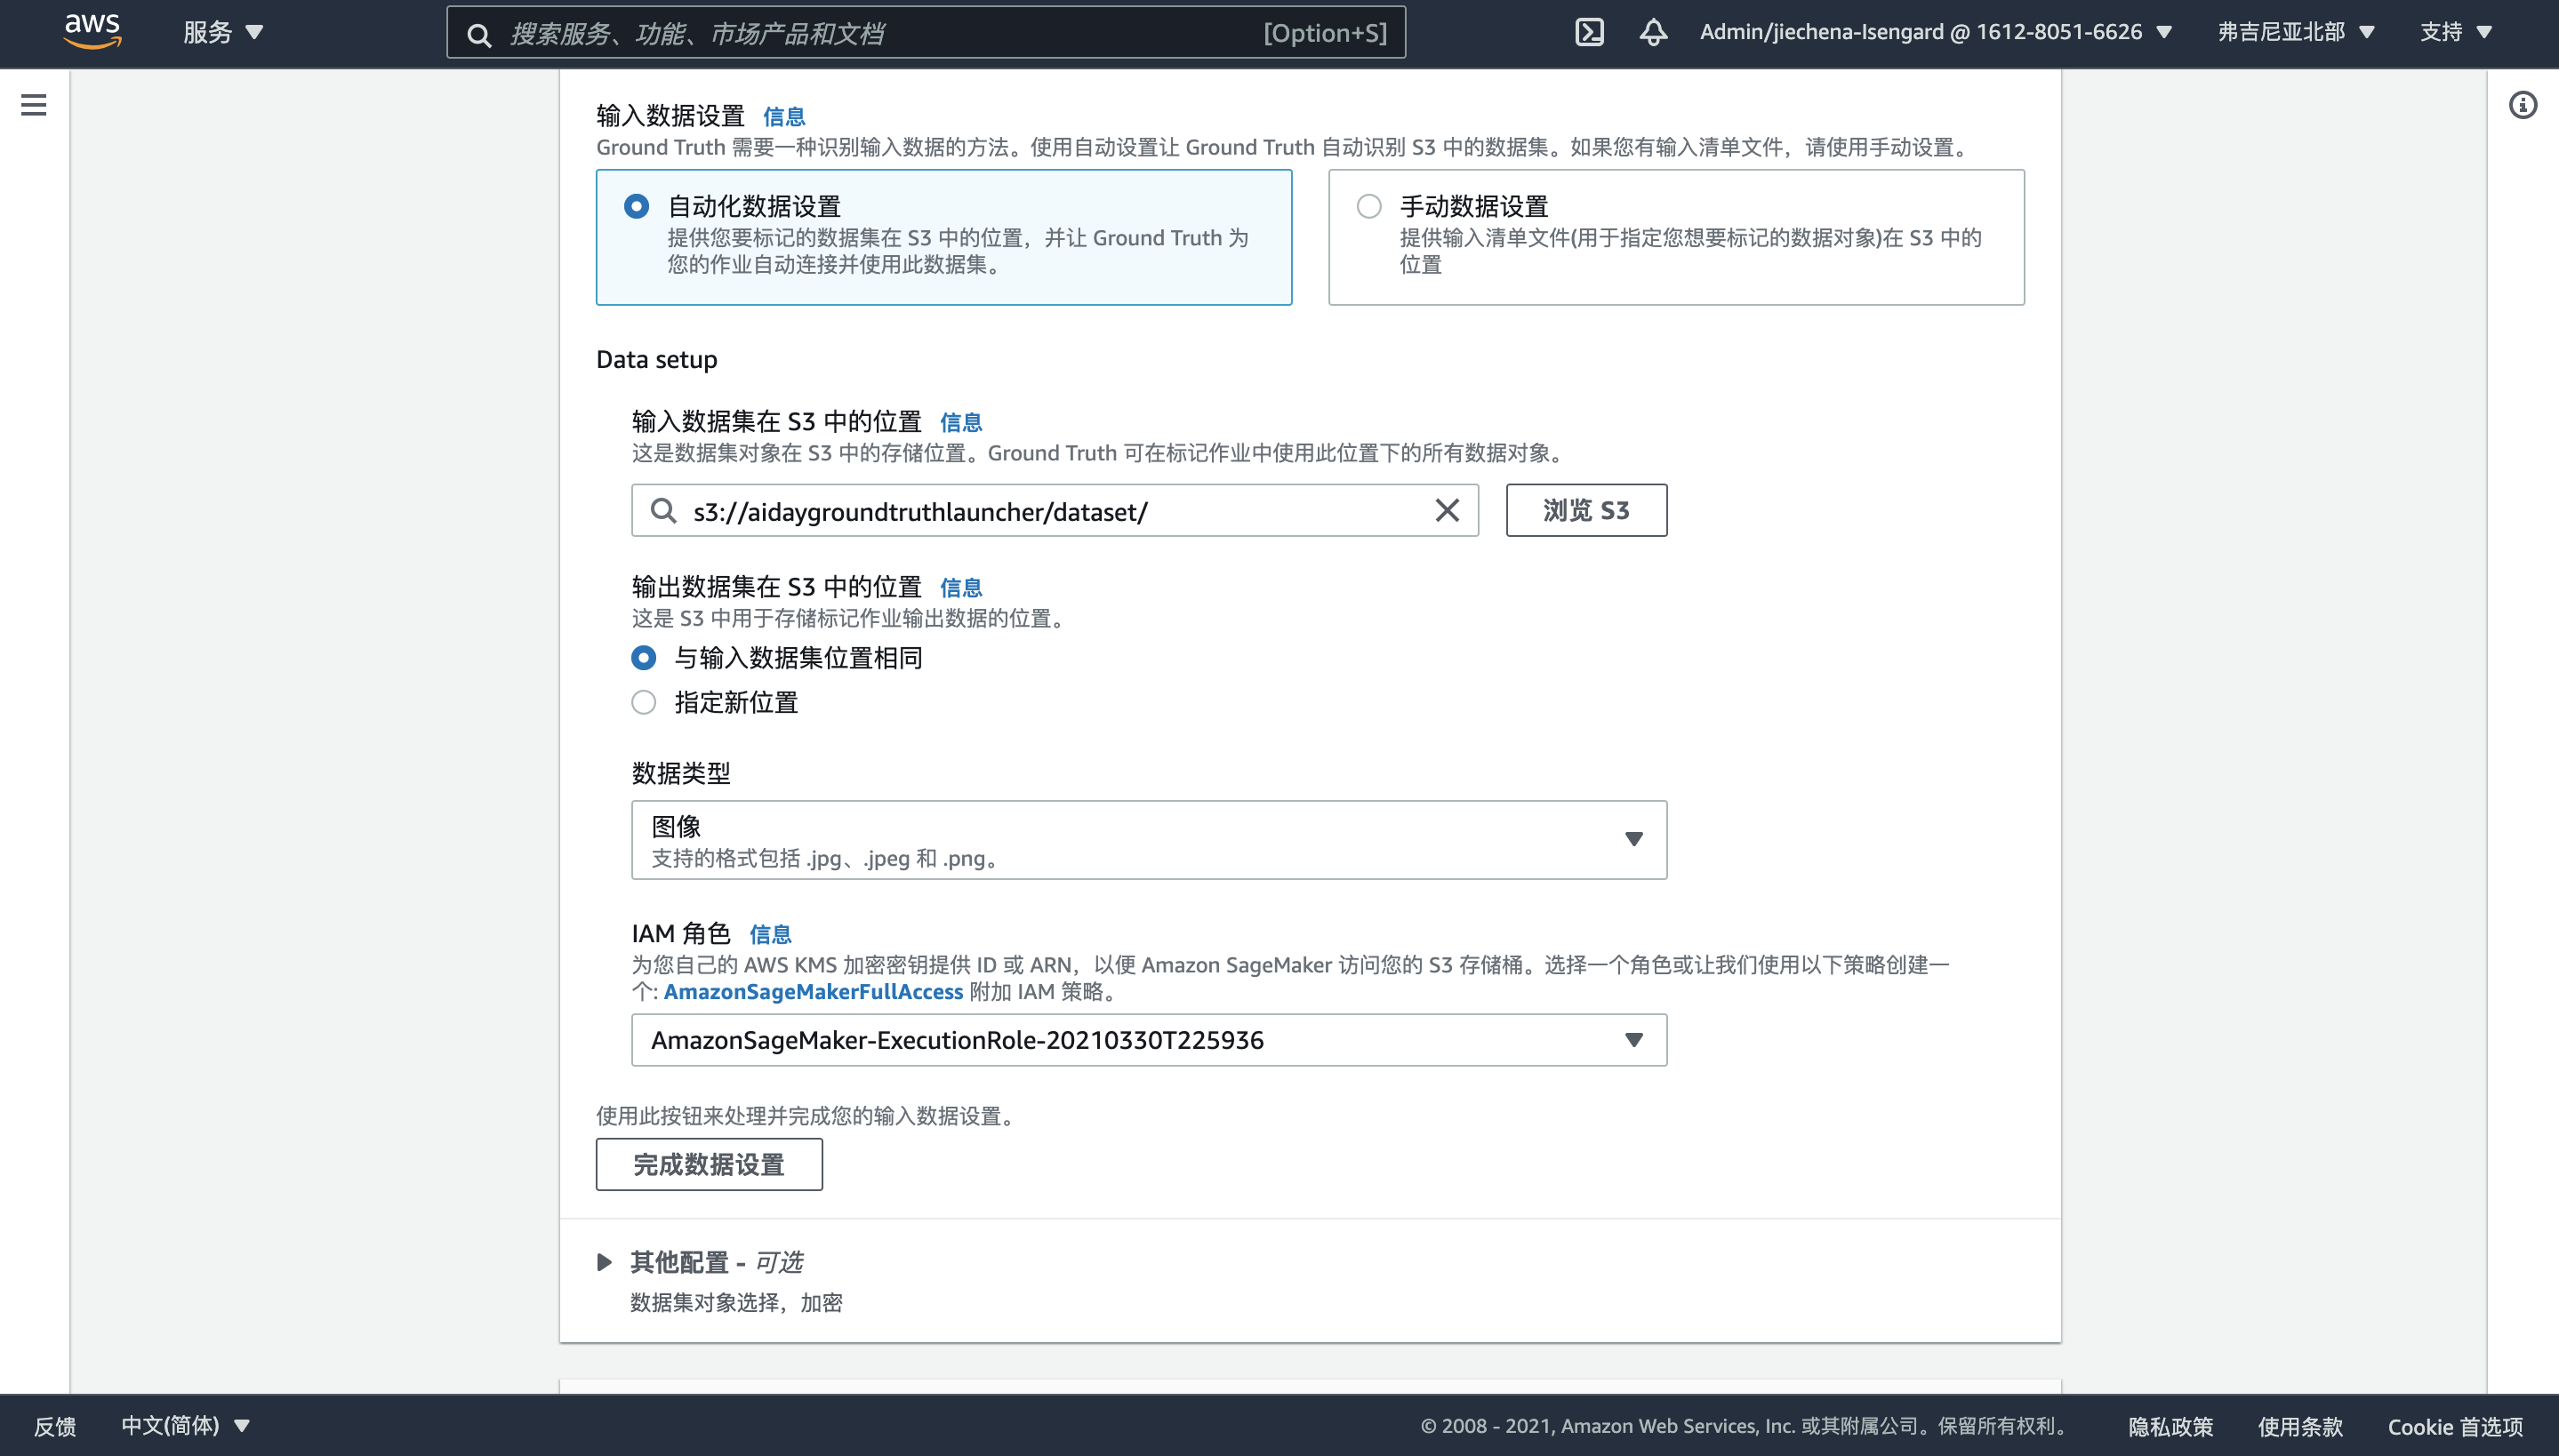 aws
服务
搜索服务、功能、市场产品和文档
[Option+S]
Admin/jiechena-Isengard @ 1612-8051-6626
弗吉尼亚北部
支持
输入数据设置 信息
Ground Truth 需要一种识别输入数据的方法。使用自动设置让 Ground Truth 自动识别 S3 中的数据集。如果您有输入清单文件，请使用手动设置。
自动化数据设置
提供您要标记的数据集在 S3 中的位置，并让 Ground Truth 为
您的作业自动连接并使用此数据集。
手动数据设置
提供输入清单文件(用于指定您想要标记的数据对象)在 S3 中的
位置
Data setup
输入数据集在 S3 中的位置 信息
这是数据集对象在 S3 中的存储位置。Ground Truth 可在标记作业中使用此位置下的所有数据对象。
s3://aidaygroundtruthlauncher/dataset/
浏览 S3
输出数据集在 S3 中的位置 信息
这是 S3 中用于存储标记作业输出数据的位置。
与输入数据集位置相同
指定新位置
数据类型
图像
支持的格式包括 .jpg、.jpeg 和 .png。
IAM 角色 信息
为您自己的 AWS KMS 加密密钥提供 ID 或 ARN，以便 Amazon SageMaker 访问您的 S3 存储桶。选择一个角色或让我们使用以下策略创建一
个: AmazonSageMakerFullAccess 附加 IAM 策略。
AmazonSageMaker-ExecutionRole-20210330T225936
使用此按钮来处理并完成您的输入数据设置。
完成数据设置
其他配置 - 可选
数据集对象选择，加密
反馈
中文(简体)
© 2008 - 2021, Amazon Web Services, Inc. 或其附属公司。保留所有权利。
隐私政策
使用条款
Cookie 首选项